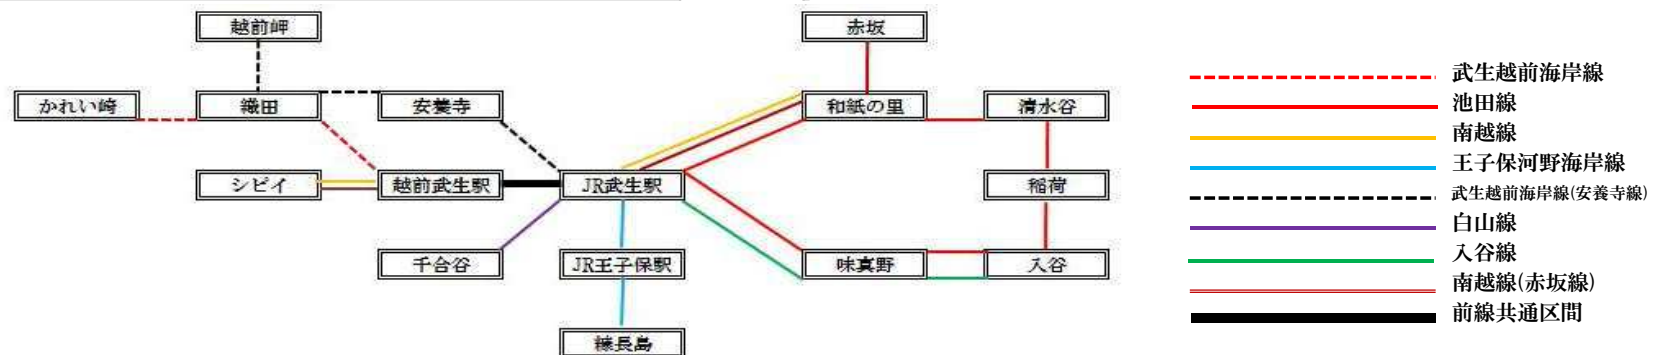 越前岬
赤坂
かれい崎
織田
安養寺
和紙の里
清水谷
シピイ
越前武生駅
JR武生駅
稲荷
千合谷
JR王子保駅
味真野
入谷
糠長島
武生越前海岸線
池田線
南越線
王子保河野海岸線
武生越前海岸線(安養寺線)
白山線
入谷線
南越線(赤坂線)
前線共通区間